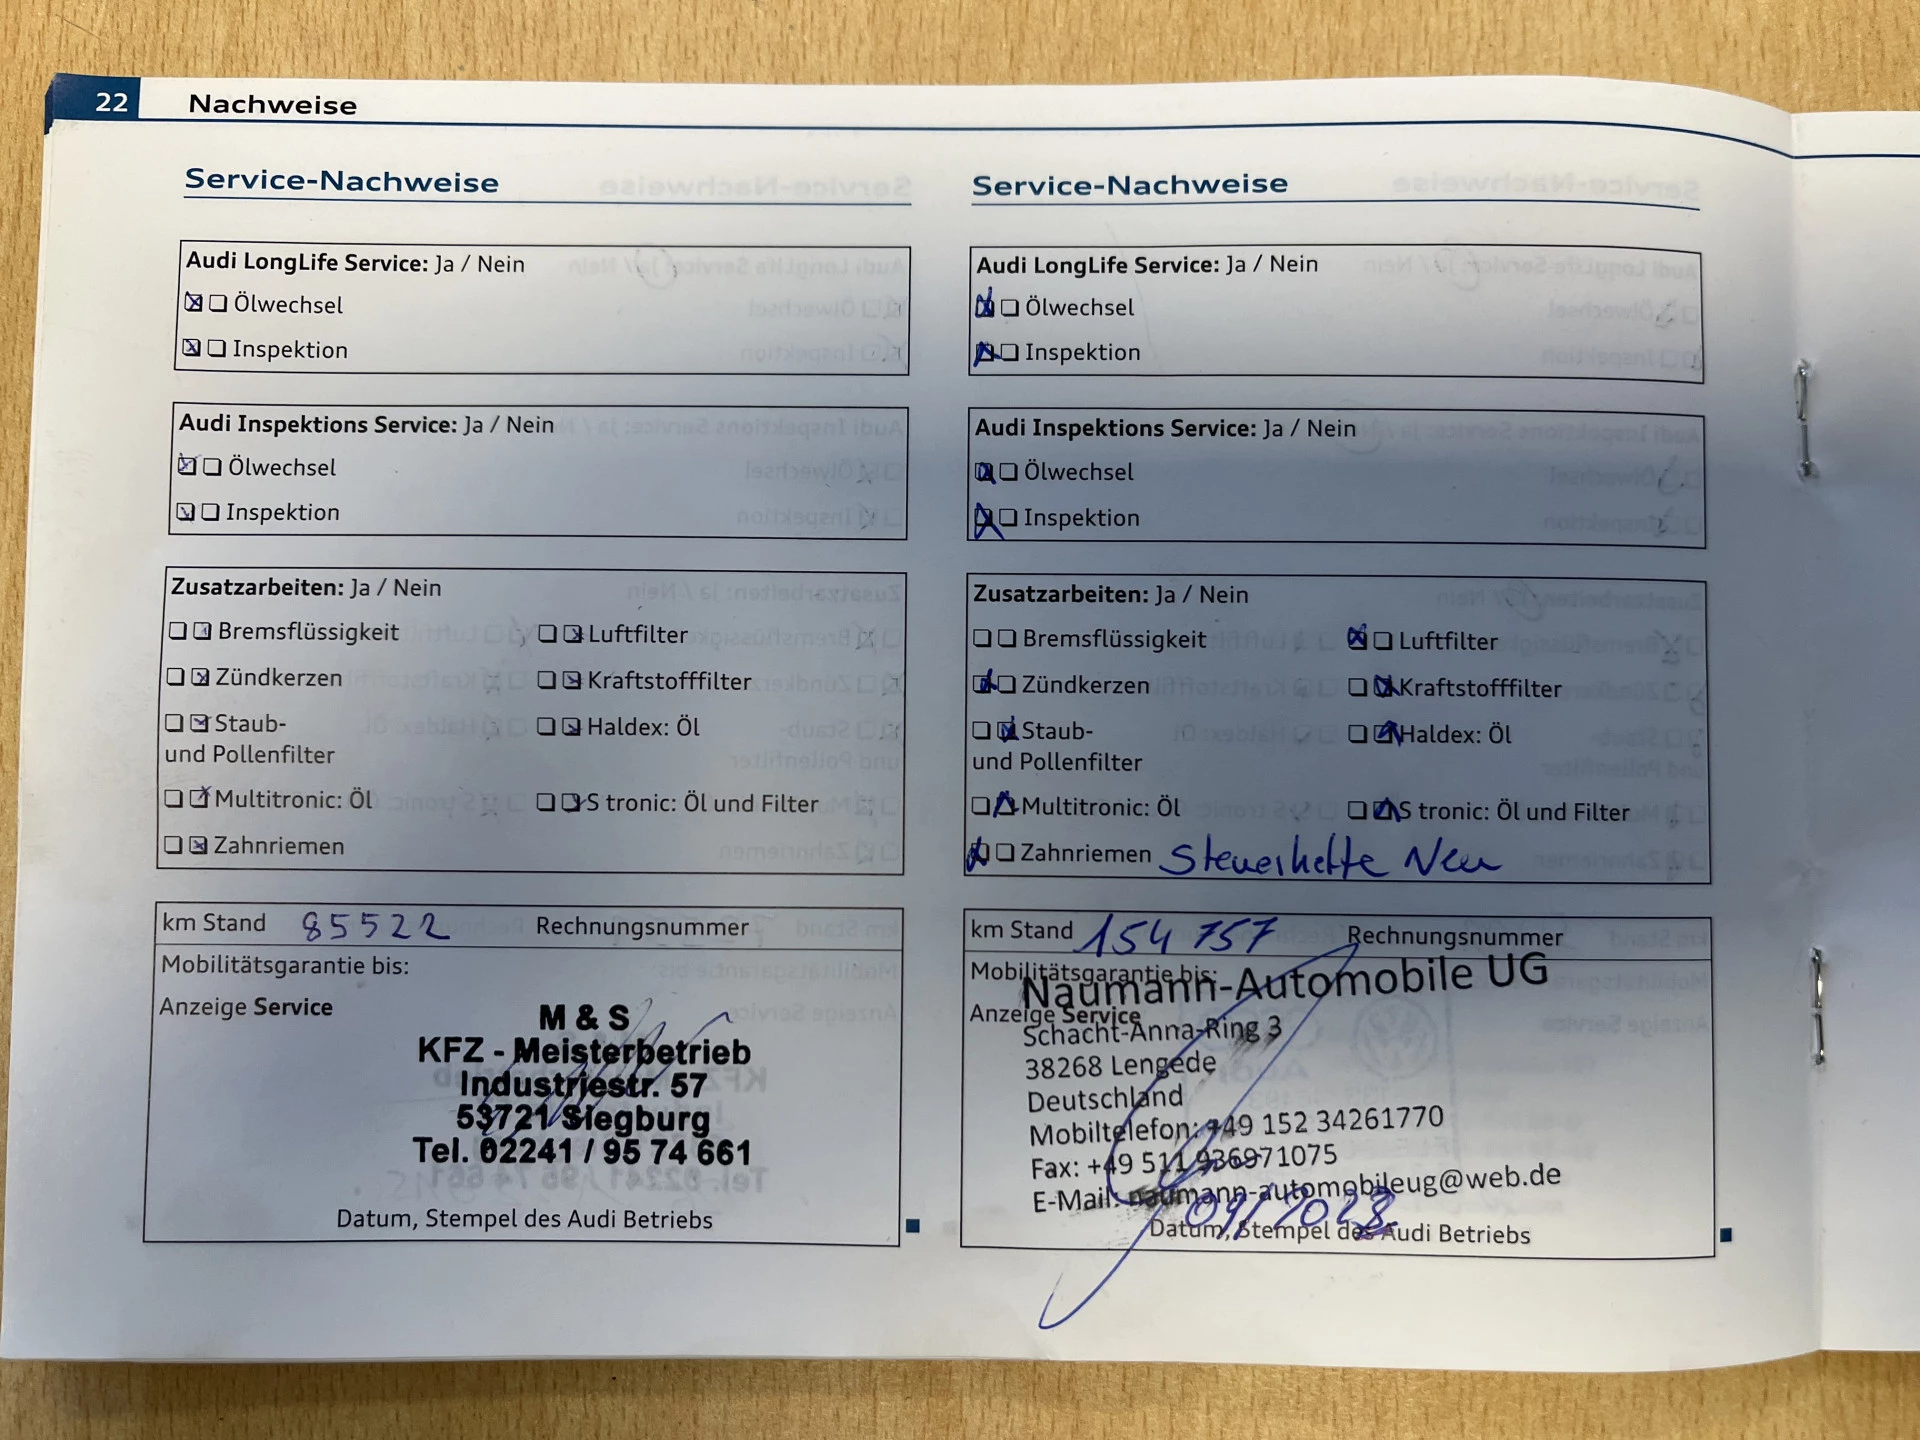 22 Nachweise
Service-Nachweise
Audi LongLife Service: Ja / Nein
Ölwechsel
Inspektion
Audi Inspektions Service: Ja / Nein
Ölwechsel
Inspektion
Zusatzarbeiten: Ja / Nein
Bremsflüssigkeit Luftfilter
Zündkerzen Kraftstofffilter
Staub- Haldex: Öl
und Pollenfilter
Multitronic: Öl S tronic: Öl und Filter
Zahnriemen
km Stand 85522 Rechnungsnummer
Mobilitätsgarantie bis:
Anzeige Service
M & S
KFZ - Meisterbetrieb
Industriestr. 57
53721 Siegburg
Tel. 02241 / 95 74 661
Datum, Stempel des Audi Betriebs
Service-Nachweise
Audi LongLife Service: Ja / Nein
Ölwechsel
Inspektion
Audi Inspektions Service: Ja / Nein
Ölwechsel
Inspektion
Zusatzarbeiten: Ja / Nein
Bremsflüssigkeit Luftfilter
Zündkerzen Kraftstofffilter
Staub- Haldex: Öl
und Pollenfilter
Multitronic: Öl S tronic: Öl und Filter
Zahnriemen Steuerkette Neu
km Stand 154757 Rechnungsnummer
Mobilitätsgarantie bis:
Naumann-Automobile UG
Anzeige Service
Schacht-Anna-Ring 3
38268 Lengede
Deutschland
Mobiltelefon: +49 152 34261770
Fax: +49 511 936971075
E-Mail: naumann-automobileug@web.de
09/2023
Datum, Stempel des Audi Betriebs